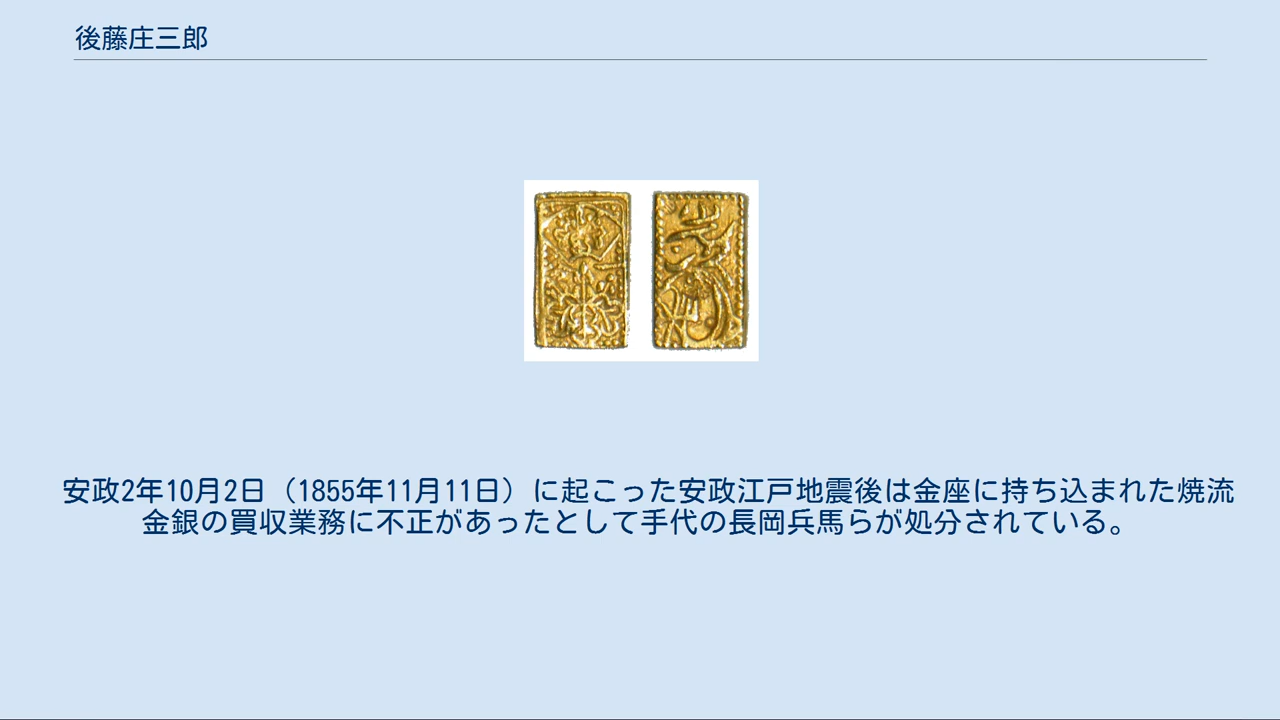 後藤庄三郎
安政2年10月2日（1855年11月11日）に起こった安政江戸地震後は金座に持ち込まれた焼流
金銀の買収業務に不正があったとして手代の長岡兵馬らが処分されている。